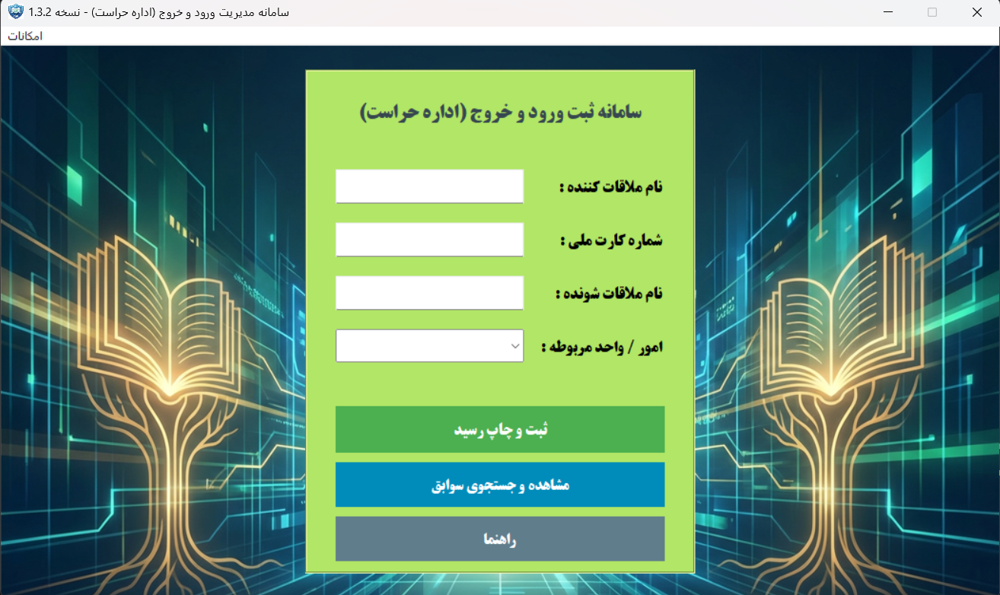 سامانه مدیریت ورود و خروج (اداره حراست) - نسخه 1.3.2
امکانات
سامانه ثبت ورود و خروج (اداره حراست)
نام ملاقات کننده :
شماره کارت ملی :
نام ملاقات شونده :
امور / واحد مربوطه :
ثبت و چاپ رسید
مشاهده و جستجوی سوابق
راهنما